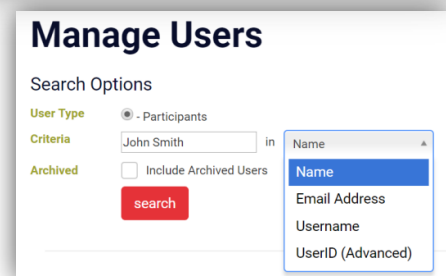 Manage Users
Search Options
User Type - Participants
Criteria John Smith in Name
Archived Include Archived Users
Name
search
Email Address
Username
UserID (Advanced)